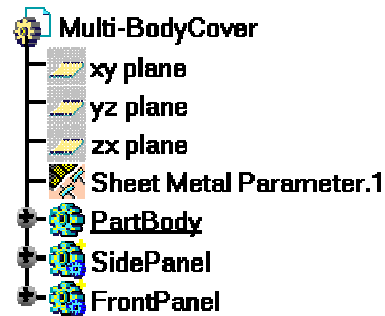 Multi-BodyCover
xy plane
yz plane
zx plane
Sheet Metal Parameter.1
PartBody
SidePanel
FrontPanel